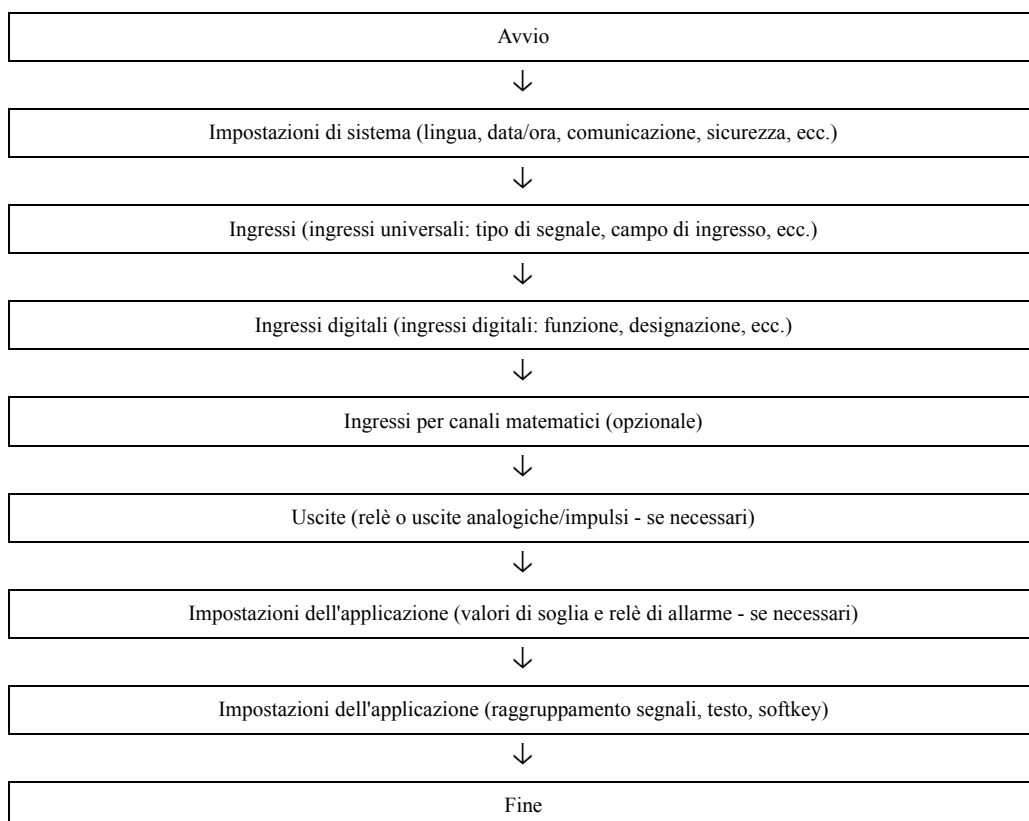 Avvio
Impostazioni di sistema (lingua, data/ora, comunicazione, sicurezza, ecc.)
Ingressi (ingressi universali: tipo di segnale, campo di ingresso, ecc.)
Ingressi digitali (ingressi digitali: funzione, designazione, ecc.)
Ingressi per canali matematici (opzionale)
Uscite (relè o uscite analogiche/impulsi - se necessari)
Impostazioni dell'applicazione (valori di soglia e relè di allarme - se necessari)
Impostazioni dell'applicazione (raggruppamento segnali, testo, softkey)
Fine